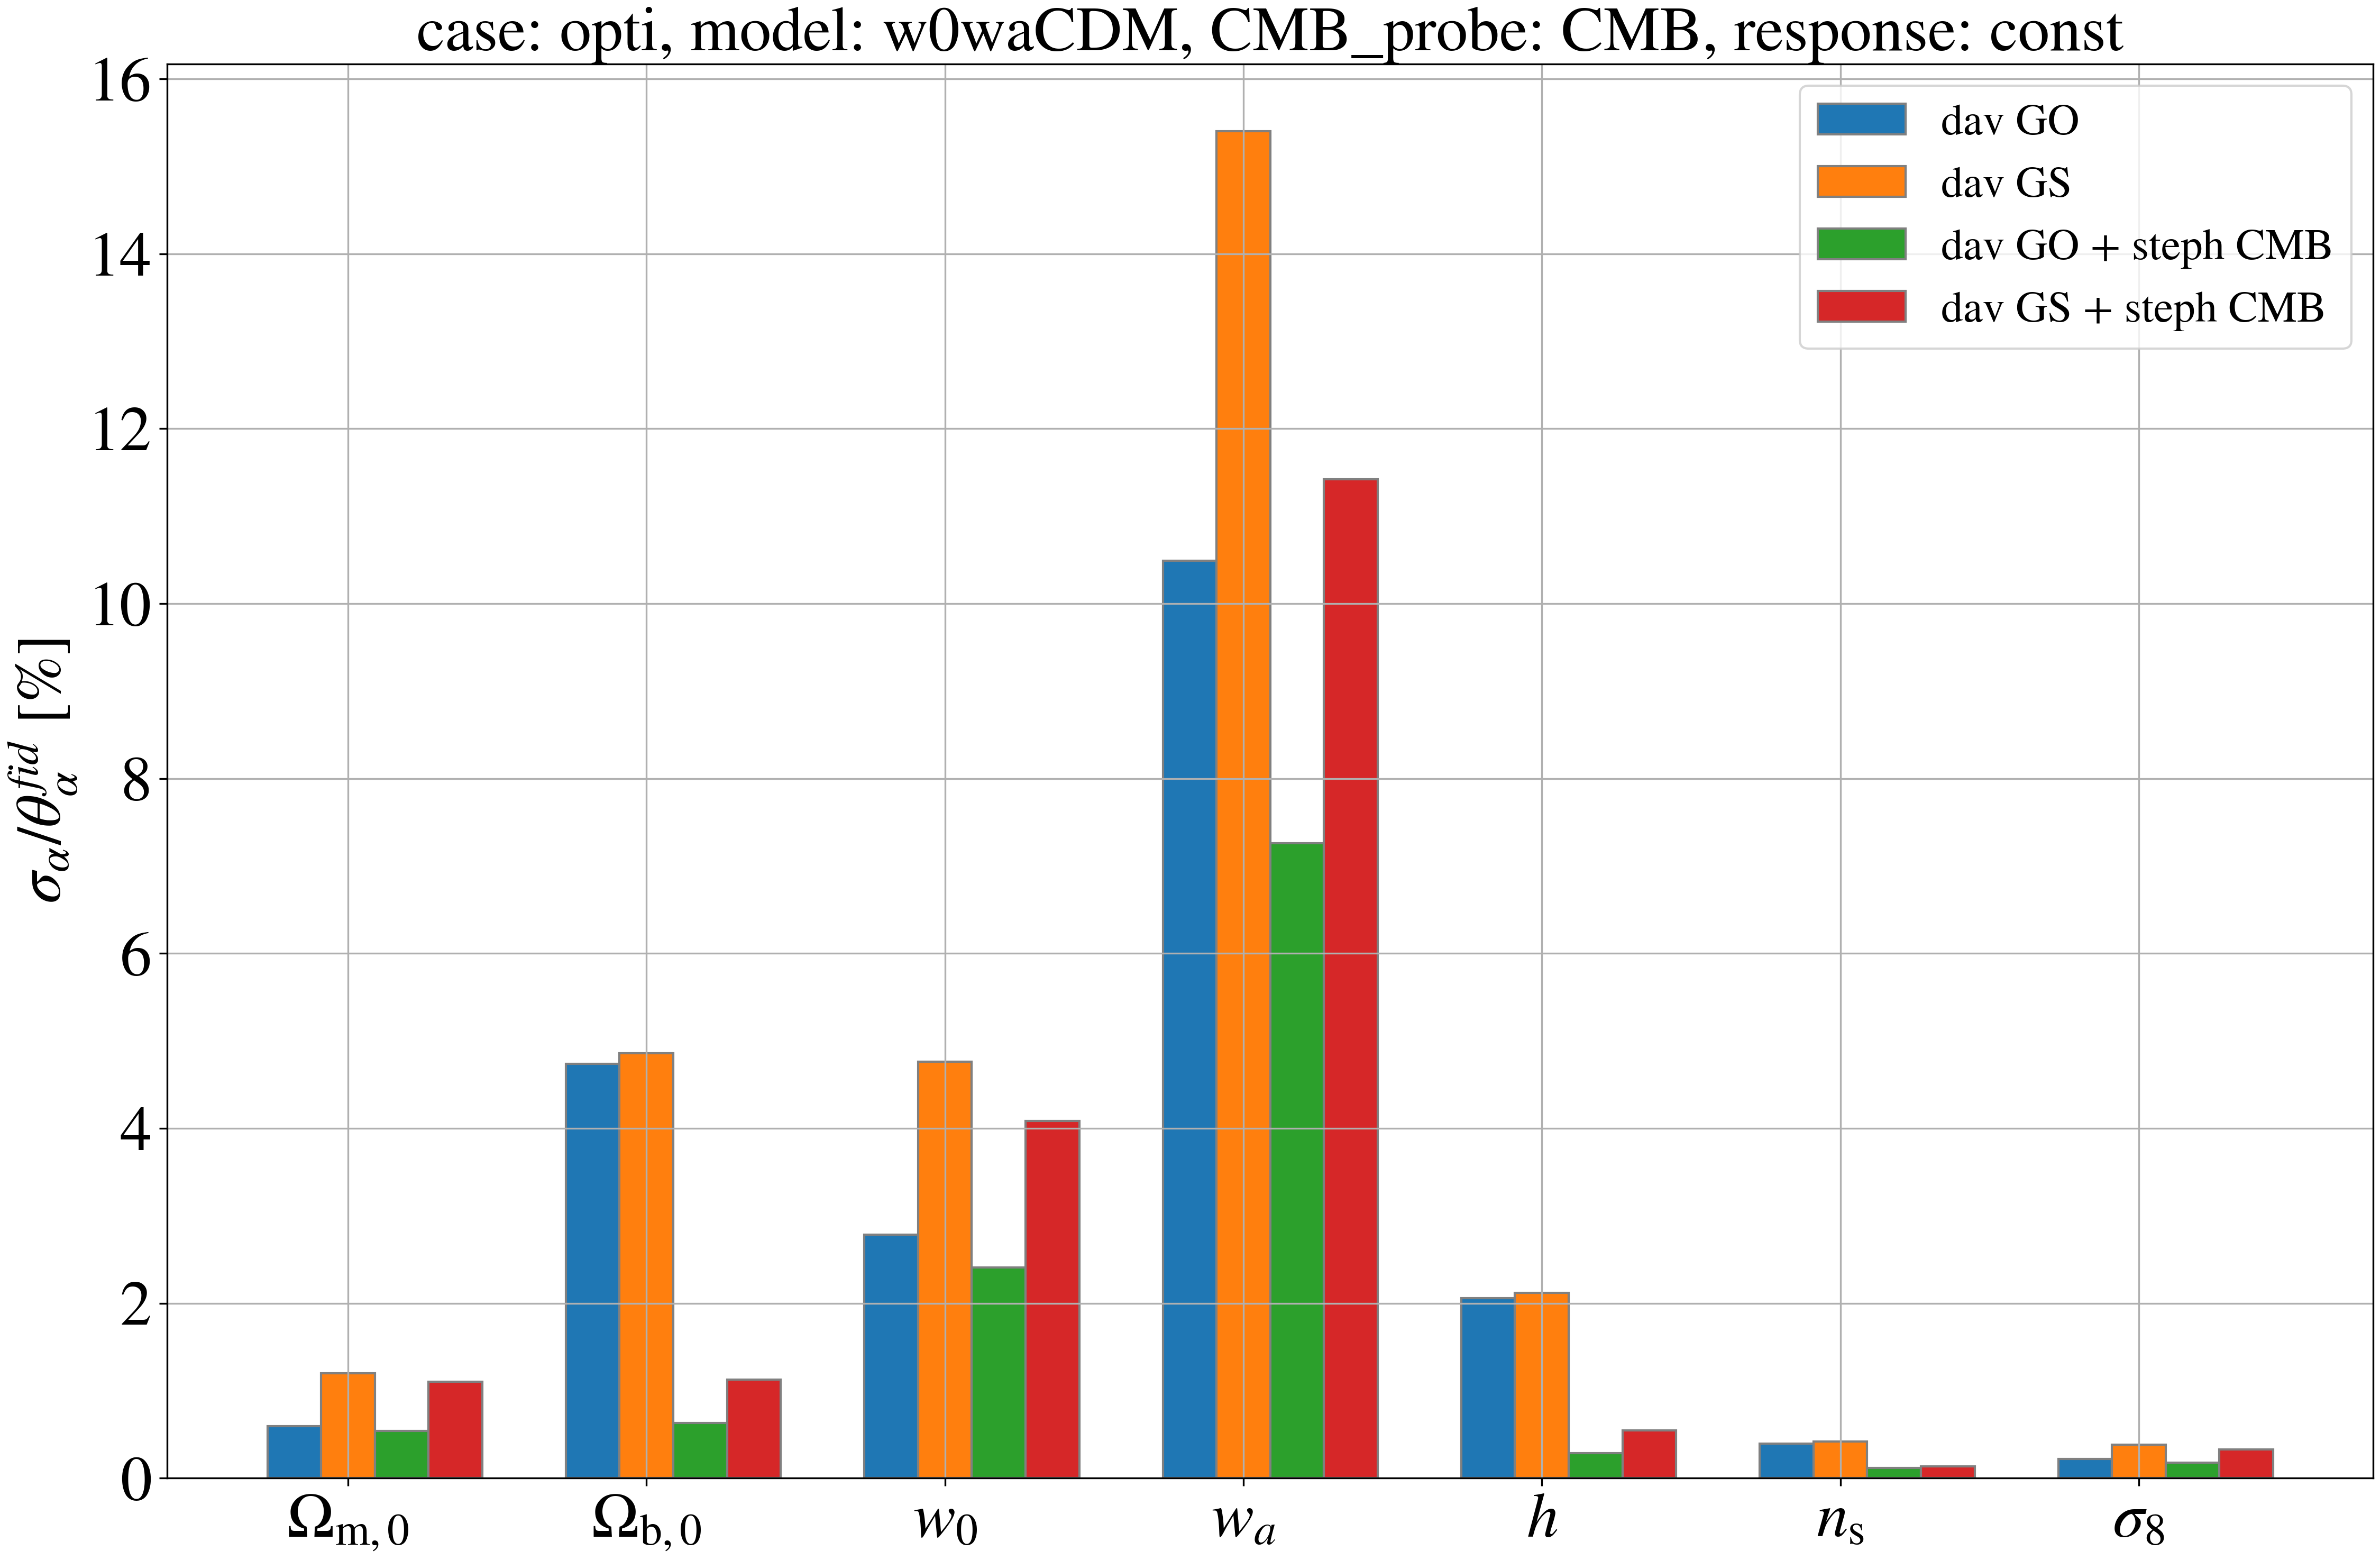 case: opti, model: w0waCDM, CMB_probe: CMB, response: const
dav GO
dav GS
dav GO + steph CMB
dav GS + steph CMB
σα/θα^fid [%]
16
14
12
10
8
6
4
2
0
Ωm,0 Ωb,0 w0 wa h ns σ8